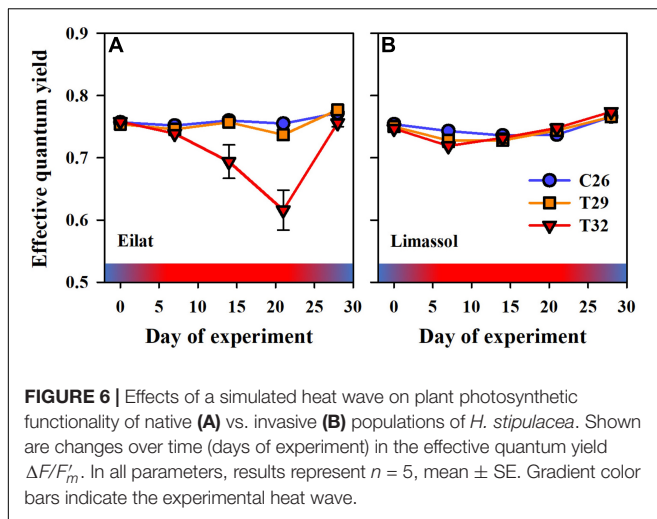 A
B
0.9
0.8
0.7
0.6
0.5
Effective quantum yield
Eilat
Limassol
C26
T29
T32
0 5 10 15 20 25 30
0 5 10 15 20 25 30
Day of experiment
Day of experiment
FIGURE 6 | Effects of a simulated heat wave on plant photosynthetic
functionality of native (A) vs. invasive (B) populations of H. stipulacea. Shown
are changes over time (days of experiment) in the effective quantum yield
ΔF/F′m. In all parameters, results represent n = 5, mean ± SE. Gradient color
bars indicate the experimental heat wave.